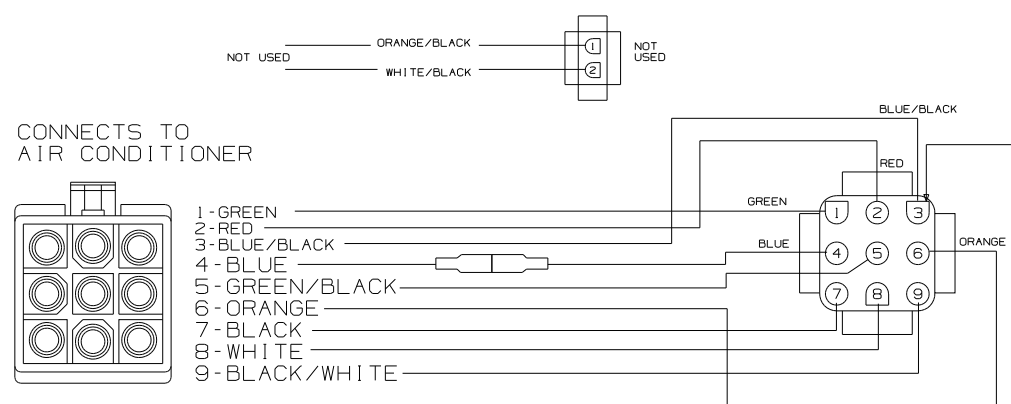 ORANGE/BLACK
1
NOT USED
NOT
USED
WHITE/BLACK
2
BLUE/BLACK
CONNECTS TO
AIR CONDITIONER
RED
GREEN
1-GREEN
1 2 3
2-RED
3-BLUE/BLACK
BLUE
ORANGE
4-BLUE
4 5 6
5-GREEN/BLACK
6-ORANGE
7 8 9
7-BLACK
8-WHITE
9-BLACK/WHITE